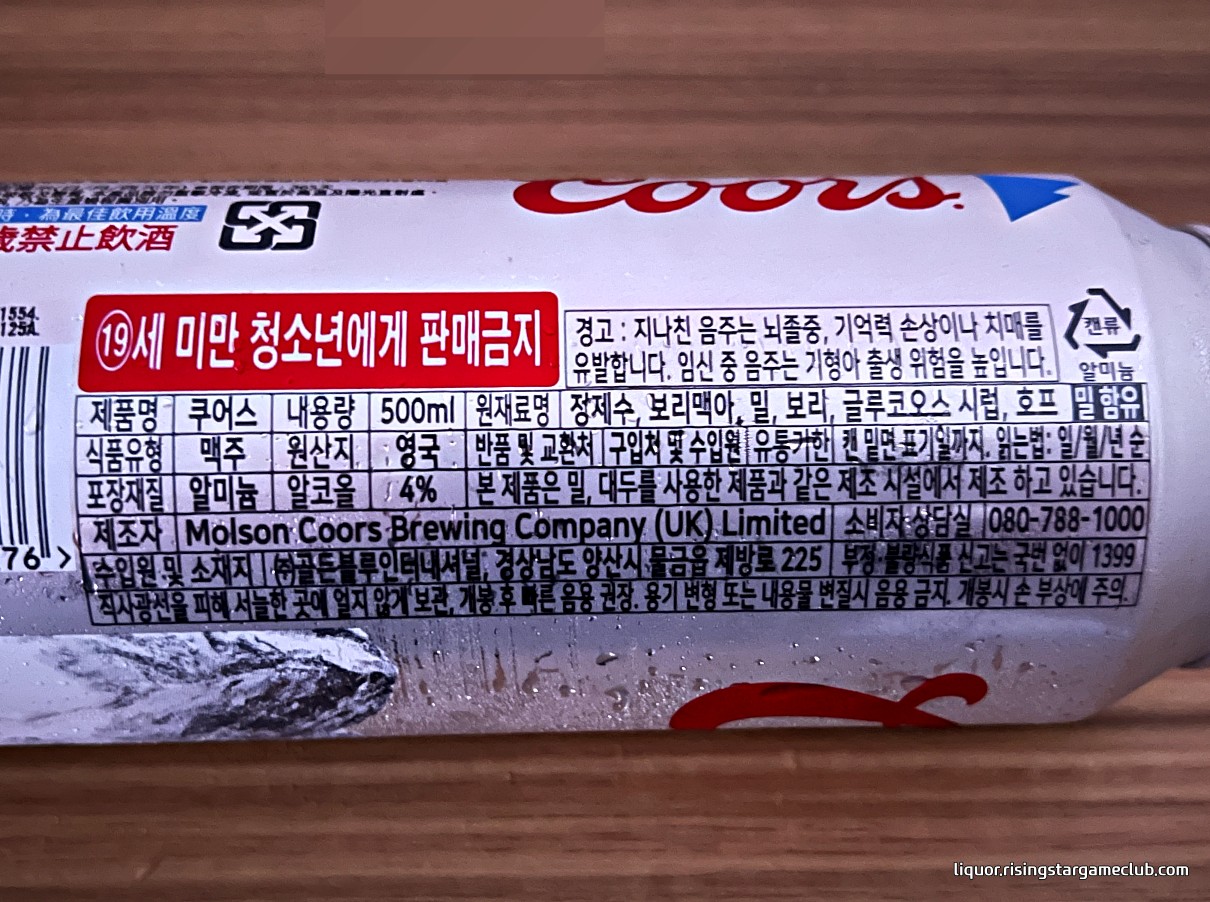 時，為最佳飲用溫度
歲禁止飲酒
Coors
1554.
125A.
76 >
⑲세 미만 청소년에게 판매금지
경고 : 지나친 음주는 뇌졸중, 기억력 손상이나 치매를
유발합니다. 임신 중 음주는 기형아 출생 위험을 높입니다.
캔류
알미늄
제품명 쿠어스 내용량 500ml 원재료명 정제수, 보리맥아, 밀, 보리, 글루코오스 시럽, 호프 밀 함유
식품유형 맥주 원산지 영국 반품 및 교환처 구입처 및 수입원 유통기한 캔 밑면 표기일까지. 읽는법: 일/월/년 순
포장재질 알미늄 알코올 4% 본 제품은 밀, 대두를 사용한 제품과 같은 제조 시설에서 제조 하고 있습니다.
제조자 Molson Coors Brewing Company (UK) Limited 소비자 상담실 080-788-1000
수입원 및 소재지 ㈜골든블루인터내셔널, 경상남도 양산시 물금읍 제방로 225 부정·불량식품 신고는 국번 없이 1399
직사광선을 피해 서늘한 곳에 얼지 않게 보관, 개봉 후 빠른 음용 권장. 용기 변형 또는 내용물 변질시 음용 금지. 개봉시 손 부상에 주의.
liquor.risingstargameclub.com